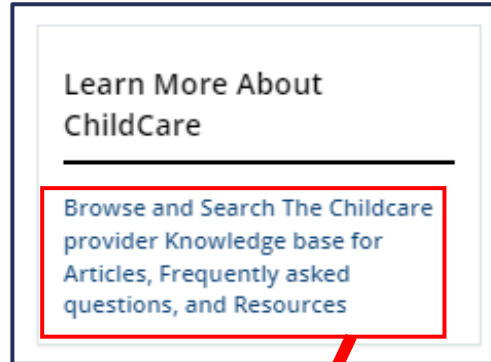 Learn More About
ChildCare
Browse and Search The Childcare
provider Knowledge base for
Articles, Frequently asked
questions, and Resources